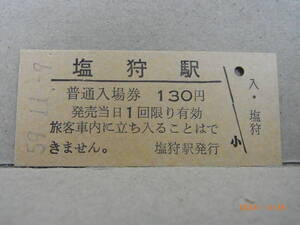 塩狩駅
普通入場券 130円
発売当日1回限り有効
旅客車内に立ち入ることはで
きません。 塩狩駅発行
小
入・塩狩